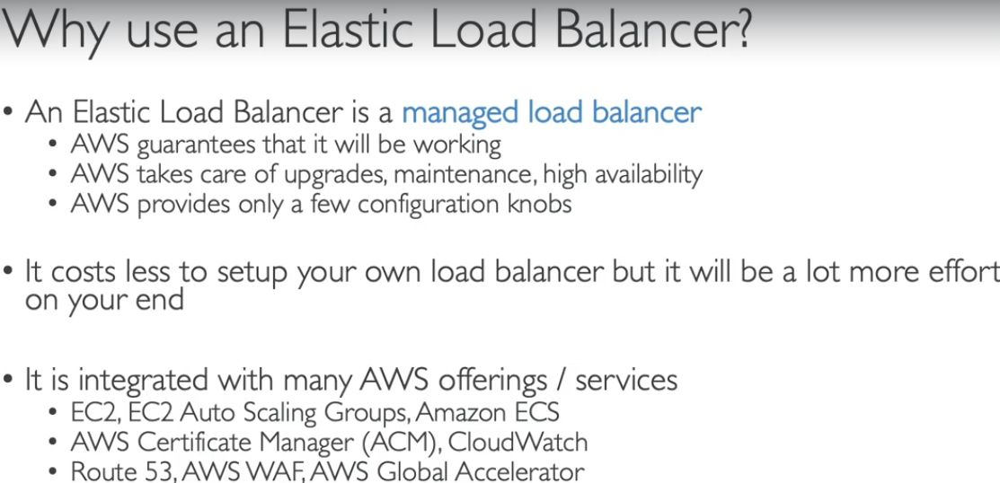 Why use an Elastic Load Balancer?
• An Elastic Load Balancer is a managed load balancer
• AWS guarantees that it will be working
• AWS takes care of upgrades, maintenance, high availability
• AWS provides only a few configuration knobs
• It costs less to setup your own load balancer but it will be a lot more effort
on your end
• It is integrated with many AWS offerings / services
• EC2, EC2 Auto Scaling Groups, Amazon ECS
• AWS Certificate Manager (ACM), CloudWatch
• Route 53, AWS WAF, AWS Global Accelerator